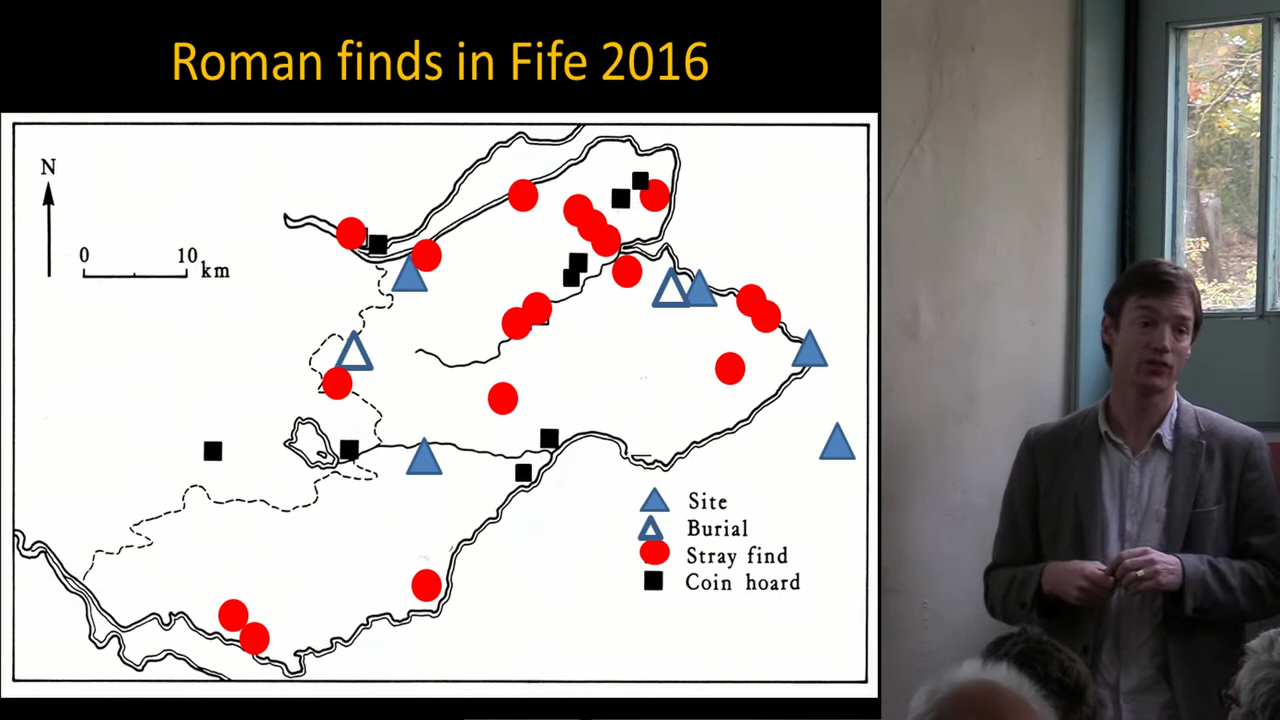 Roman finds in Fife 2016
N
0 10 km
Site
Burial
Stray find
Coin hoard